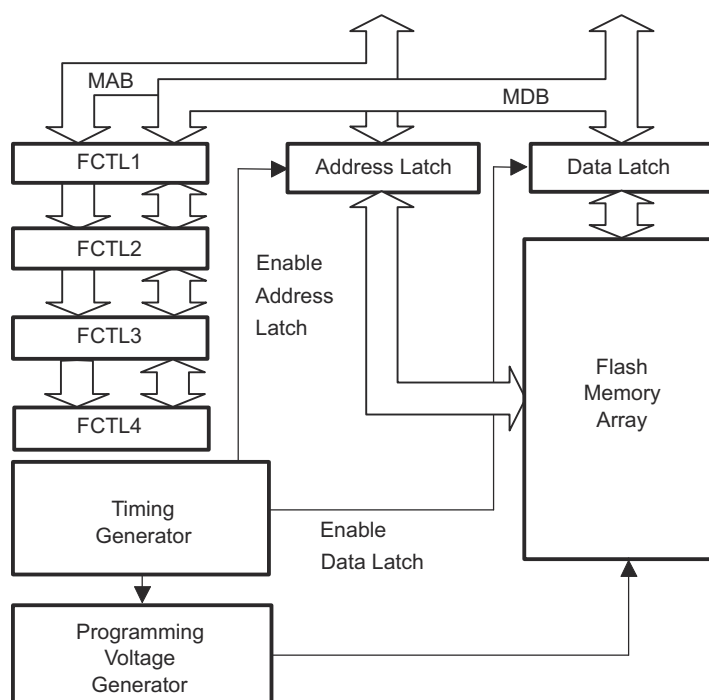 MAB
MDB
FCTL1
Address Latch
Data Latch
FCTL2
Enable
Address
Latch
FCTL3
Flash
Memory
Array
FCTL4
Timing
Generator
Enable
Data Latch
Programming
Voltage
Generator